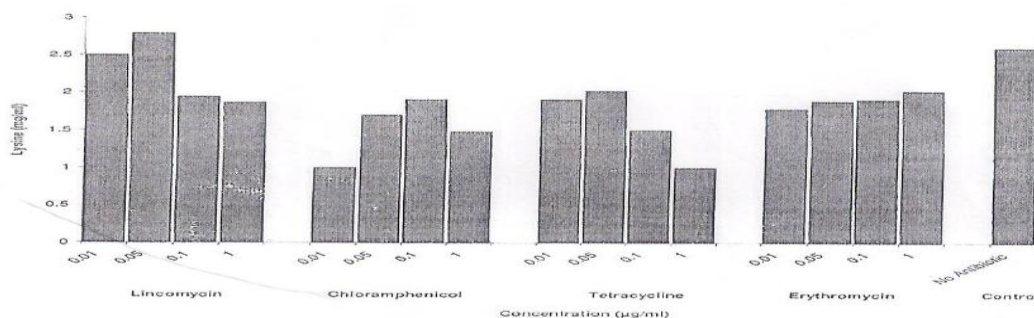 3
2.5
2
1.5
1
0.5
0
Lysine (mg/ml)
0.01 0.05 0.1 1 0.01 0.05 0.1 1 0.01 0.05 0.1 1 0.01 0.05 0.1 1 No Antibiotic
Lincomycin Chloramphenicol Tetracycline Erythromycin Contro
Concentration (µg/ml)